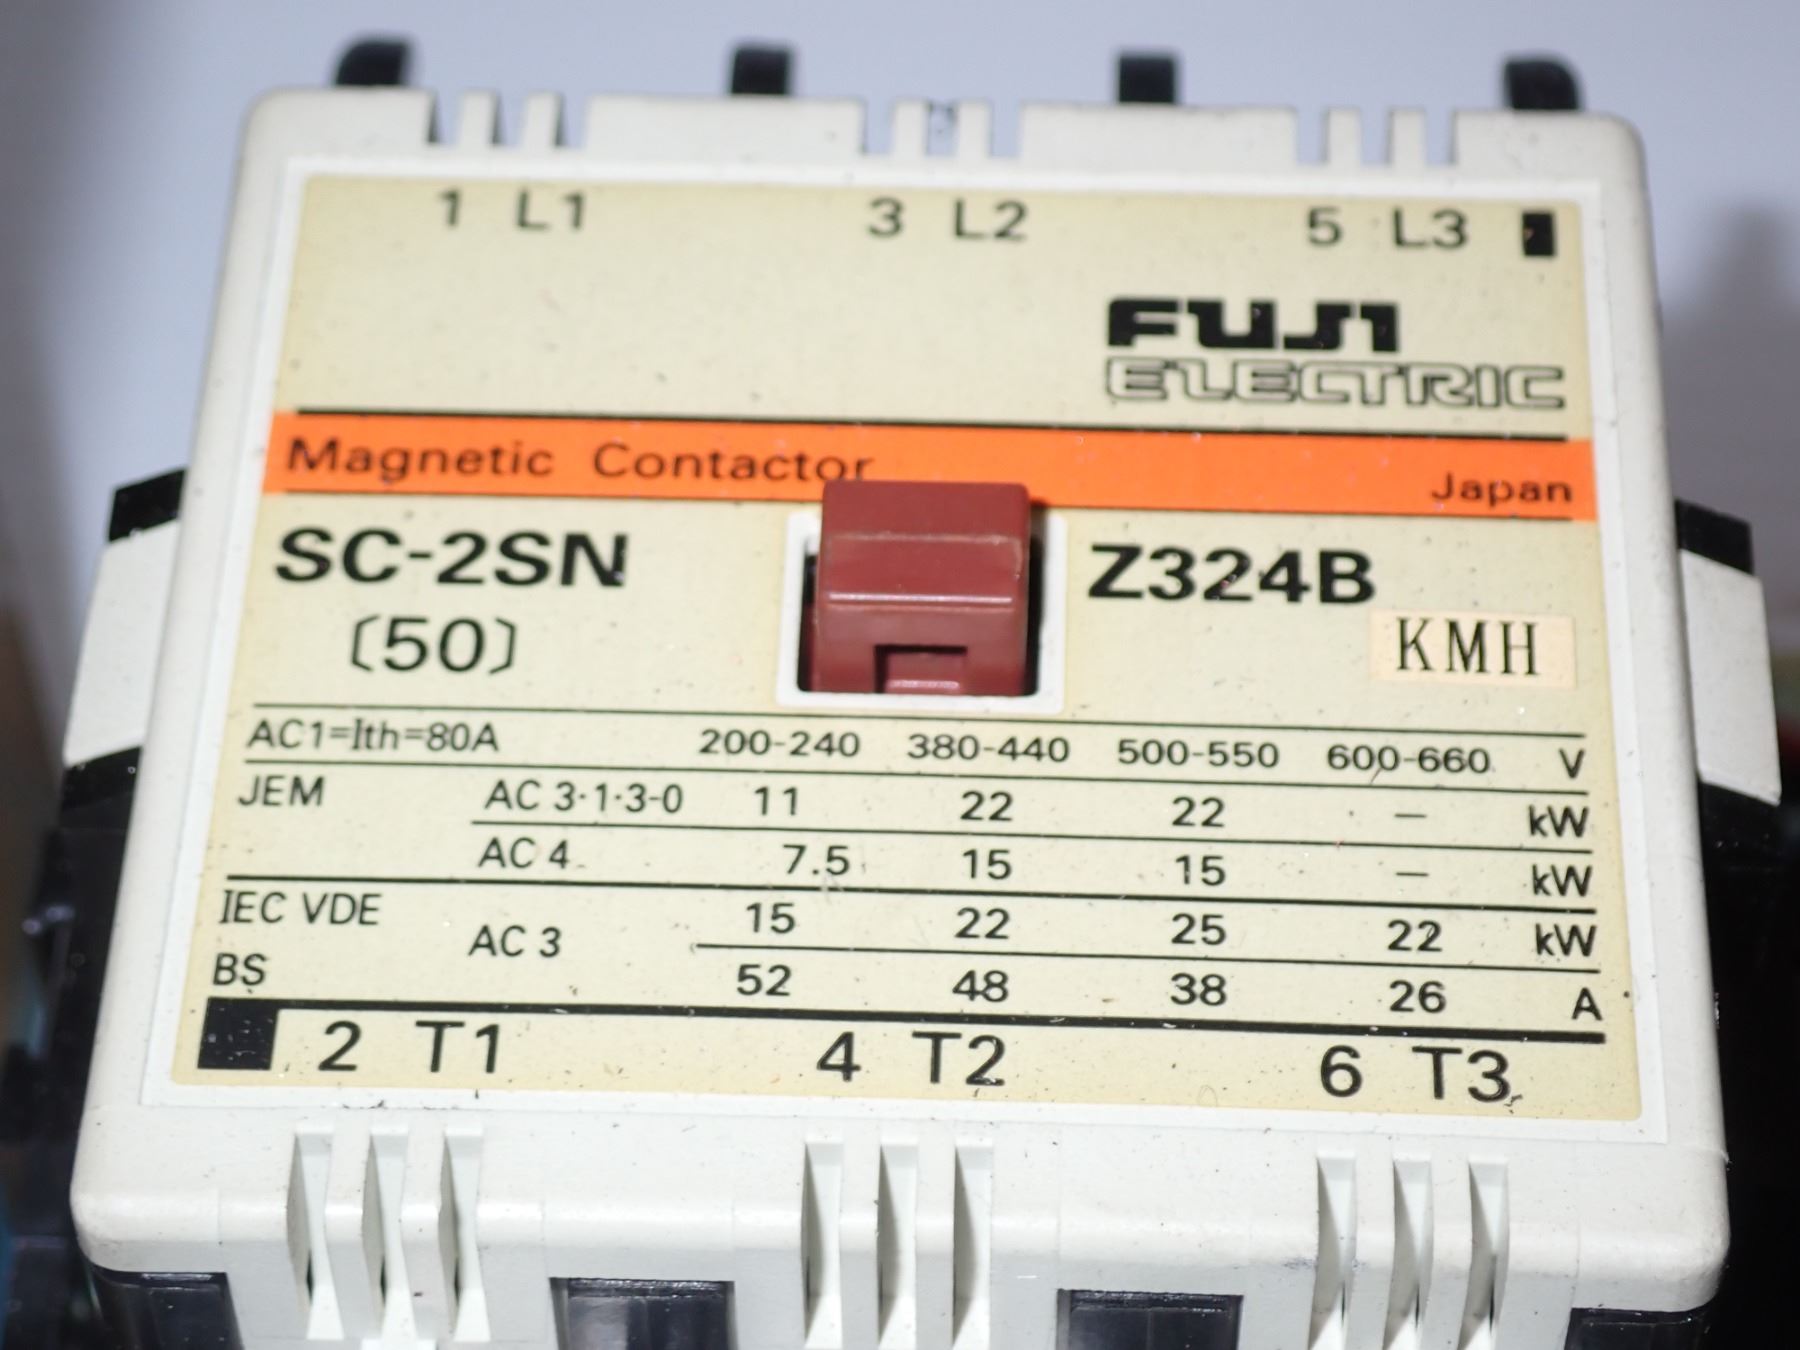 1 L1 3 L2 5 L3
FUJI
ELECTRIC
Magnetic Contactor Japan
SC-2SN Z324B
(50) KMH
AC1=Ith=80A 200-240 380-440 500-550 600-660 V
JEM AC 3·1·3-0 11 22 22 — kW
AC 4 7.5 15 15 — kW
IEC VDE 15 22 25 22 kW
AC 3
BS 52 48 38 26 A
2 T1 4 T2 6 T3